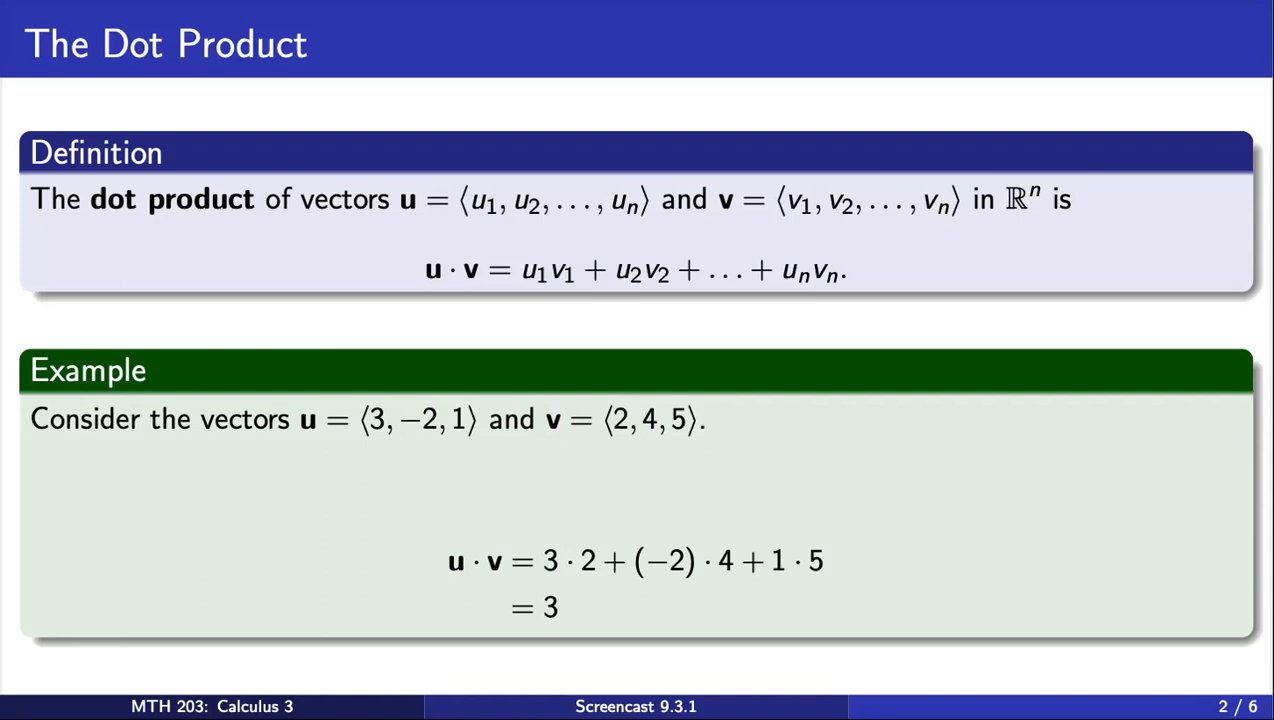 The Dot Product
Definition
The dot product of vectors u = ⟨u₁, u₂, . . . , uₙ⟩ and v = ⟨v₁, v₂, . . . , vₙ⟩ in ℝⁿ is
u · v = u₁v₁ + u₂v₂ + . . . + uₙvₙ.
Example
Consider the vectors u = ⟨3, −2, 1⟩ and v = ⟨2, 4, 5⟩.
u · v = 3 · 2 + (−2) · 4 + 1 · 5
= 3
MTH 203: Calculus 3 Screencast 9.3.1 2 / 6